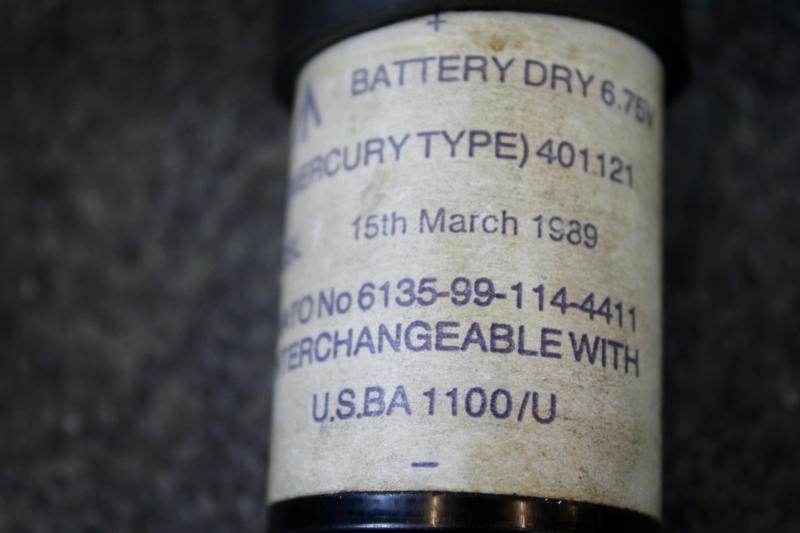 +
BATTERY DRY 6.75V
MERCURY TYPE) 401121
15th March 1989
NATO No 6135-99-114-4411
INTERCHANGEABLE WITH
U.S.BA 1100/U
–